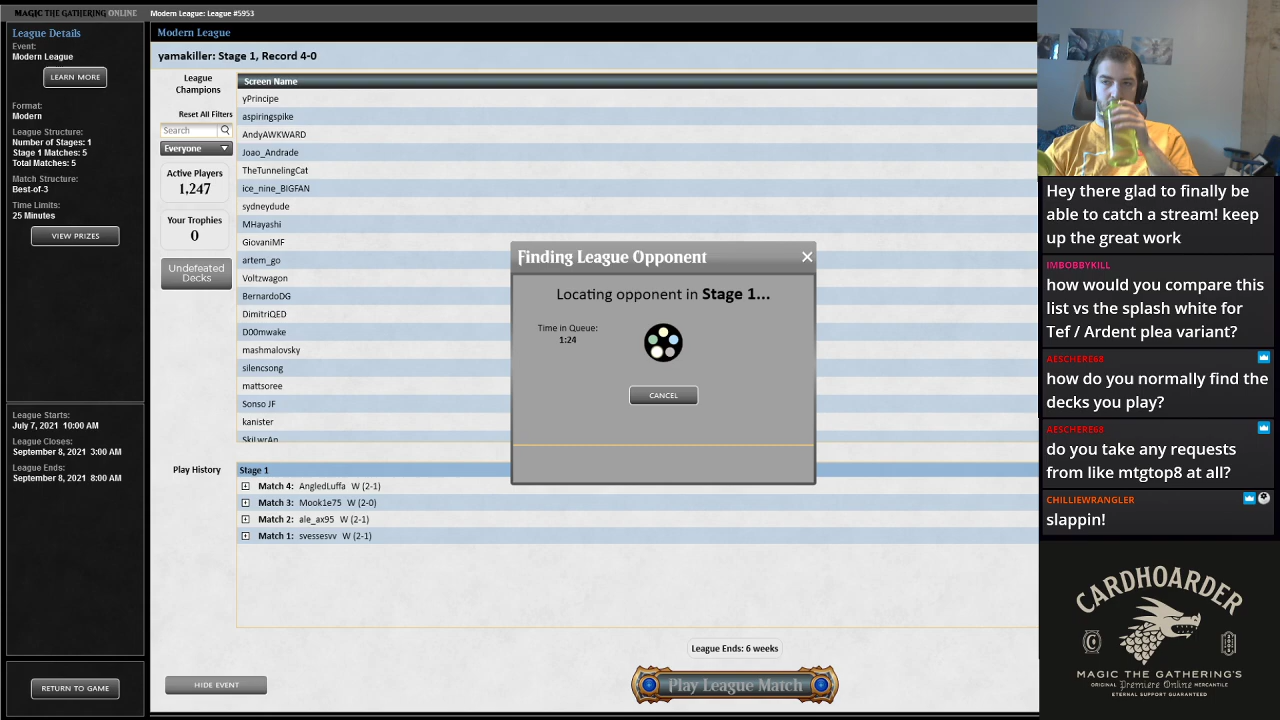 MAGIC THE GATHERING ONLINE
Modern League: League #5953
League Details
Event:
Modern League
LEARN MORE
Format:
Modern
League Structure:
Number of Stages: 1
Stage 1 Matches: 5
Total Matches: 5
Match Structure:
Best-of-3
Time Limits:
25 Minutes
VIEW PRIZES
League Starts:
July 7, 2021 10:00 AM
League Closes:
September 8, 2021 3:00 AM
League Ends:
September 8, 2021 8:00 AM
RETURN TO GAME
Modern League
yamakiller: Stage 1, Record 4-0
League
Champions
Reset All Filters
Search
Everyone
Active Players
1,247
Your Trophies
0
Undefeated
Decks
Screen Name
yPrincipe
aspiringspike
AndyAWKWARD
Joao_Andrade
TheTunnelingCat
ice_nine_BIGFAN
sydneydude
MHayashi
GiovaniMF
artem_go
Voltzwagon
BernardoDG
DimitriQED
D00mwake
mashmalovsky
silencsong
mattsoree
Sonso JF
kanister
SkiLwrAn
Finding League Opponent
Locating opponent in Stage 1...
Time in Queue:
1:24
CANCEL
Play History
Stage 1
Match 4: AngledLuffa W (2-1)
Match 3: Mook1e75 W (2-0)
Match 2: ale_ax95 W (2-1)
Match 1: svessesvv W (2-1)
League Ends: 6 weeks
HIDE EVENT
Play League Match
Hey there glad to finally be
able to catch a stream! keep
up the great work
IMBOBBYKILL
how would you compare this
list vs the splash white for
Tef / Ardent plea variant?
AESCHERE68
how do you normally find the
decks you play?
AESCHERE68
do you take any requests
from like mtgtop8 at all?
CHILLIEWRANGLER
slappin!
CARDHOARDER
MAGIC THE GATHERING'S
ORIGINAL Premiere Online MERCANTILE
ETERNAL SUPPORT GUARANTEED